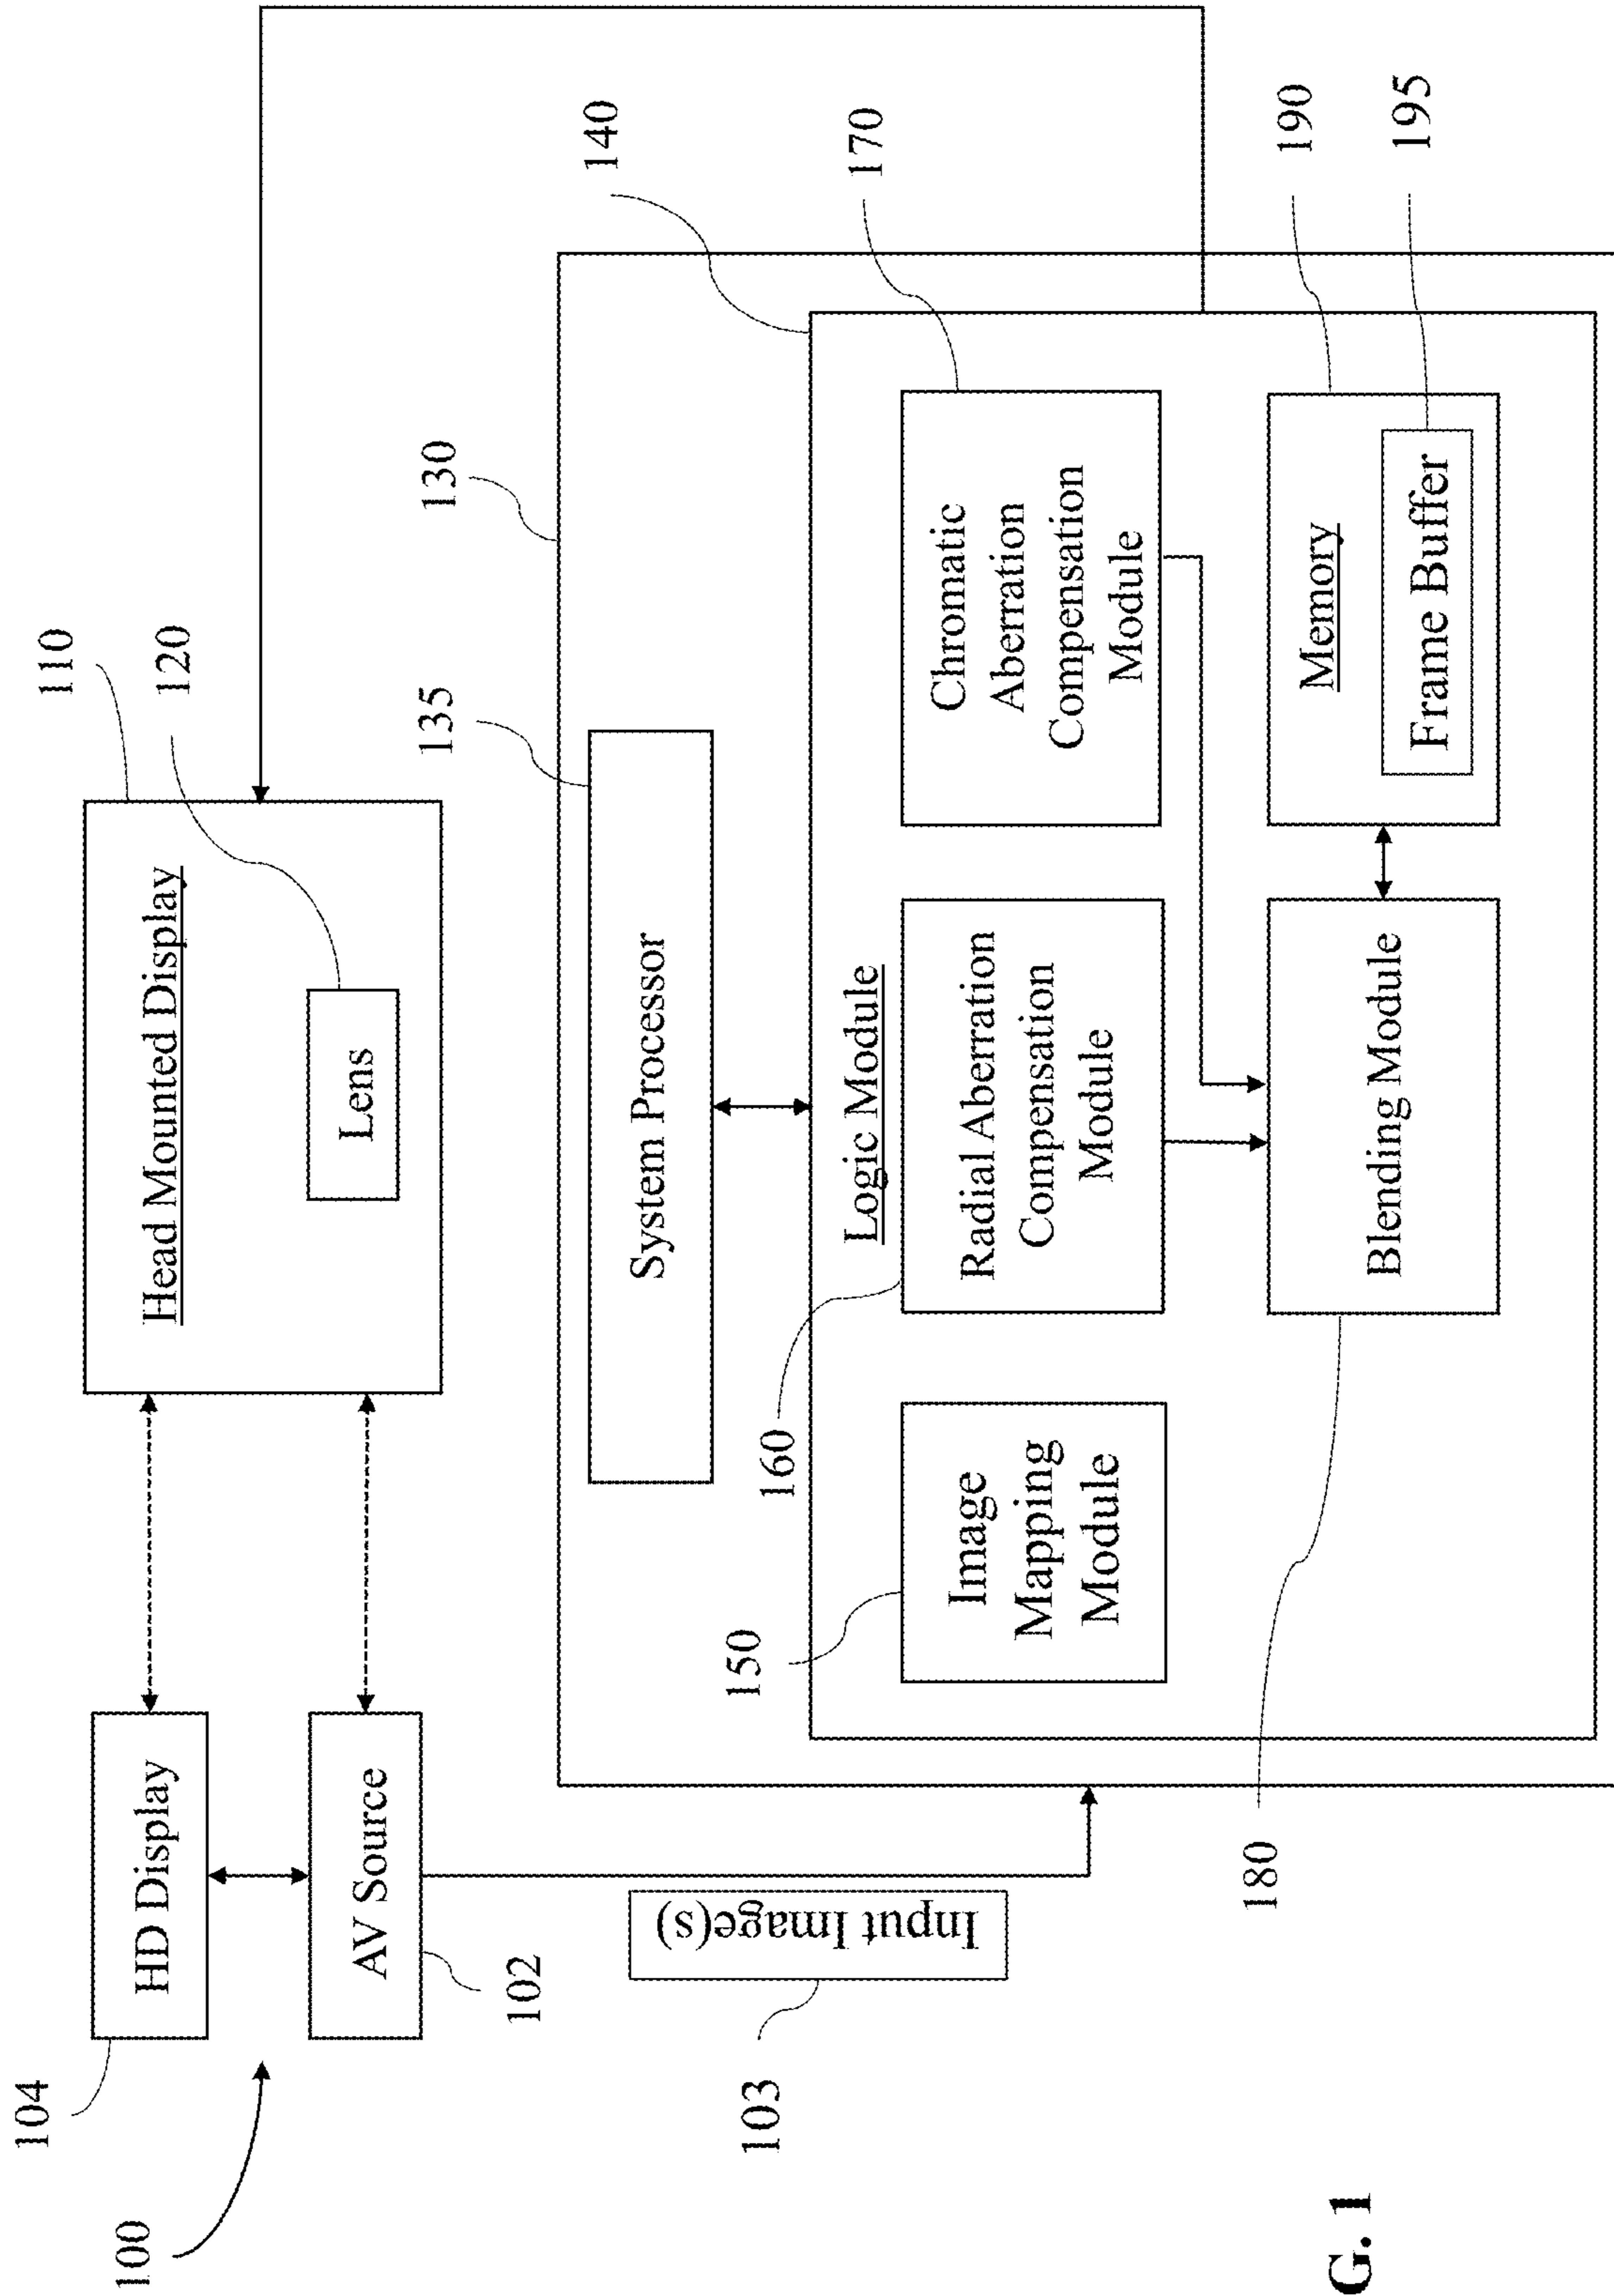 100
104
HD Display
AV Source
102
103
Input Image(s)
110
Head Mounted Display
120
Lens
130
135
System Processor
140
Logic Module
150
Image
Mapping
Module
160
Radial Aberration
Compensation
Module
170
Chromatic
Aberration
Compensation
Module
180
Blending Module
190
Memory
195
Frame Buffer
G. 1